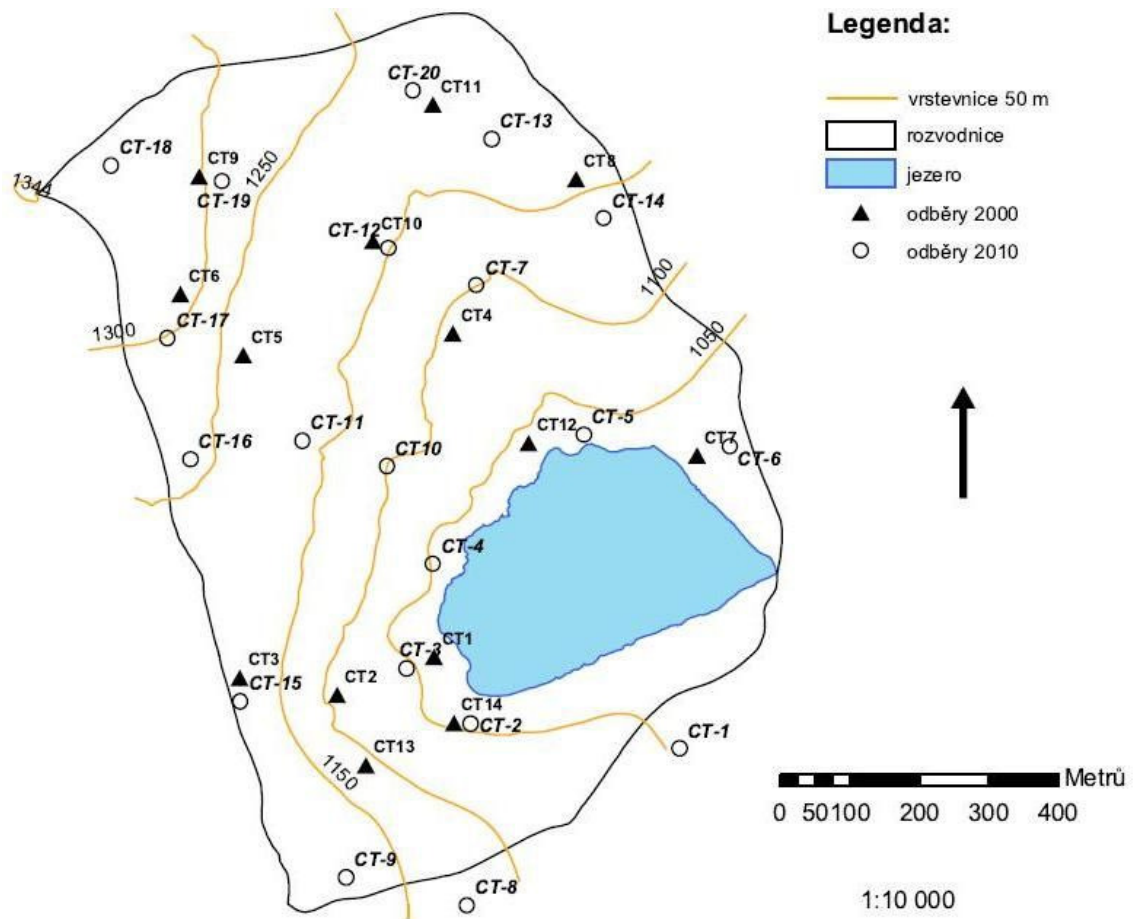 Legenda:
vrstevnice 50 m
rozvodnice
jezero
odběry 2000
odběry 2010
CT-20
CT11
CT-13
CT-18
CT9
CT-19
1250
CT8
1344
CT-14
CT-12
CT10
CT-7
CT6
1100
CT-17
1300
CT4
CT5
1050
CT-11
CT12
CT-5
CT-16
CT10
CT7
CT-6
CT-4
CT-3
CT1
CT3
CT-15
CT2
CT14
CT-2
CT-1
CT13
1150
CT-9
CT-8
Metrů
0 50 100 200 300 400
1:10 000